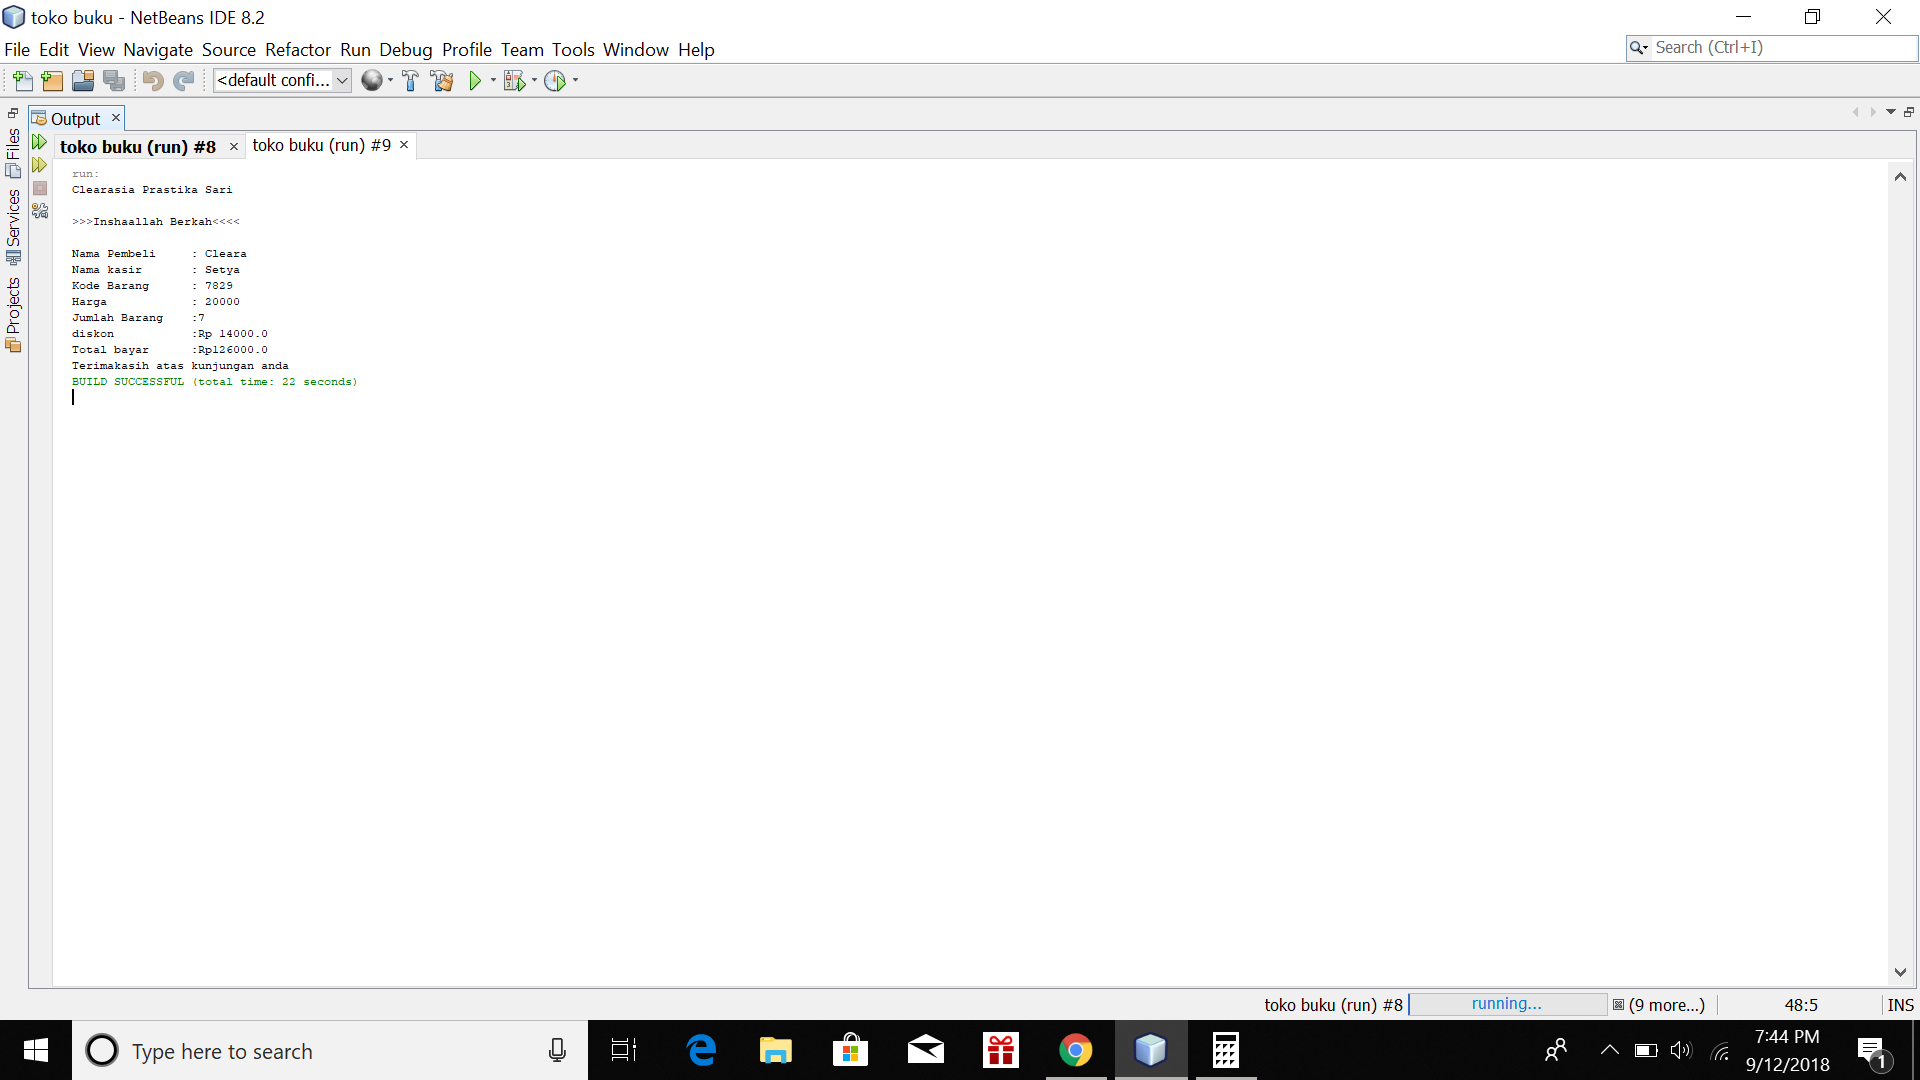 toko buku - NetBeans IDE 8.2
File Edit View Navigate Source Refactor Run Debug Profile Team Tools Window Help
Search (Ctrl+I)
<default confi...
Output
Files
Services
Projects
toko buku (run) #8
toko buku (run) #9
run:
Clearasia Prastika Sari
>>>Inshaallah Berkah<<<<
Nama Pembeli : Cleara
Nama kasir : Setya
Kode Barang : 7829
Harga : 20000
Jumlah Barang :7
diskon :Rp 14000.0
Total bayar :Rp126000.0
Terimakasih atas kunjungan anda
BUILD SUCCESSFUL (total time: 22 seconds)
toko buku (run) #8 running... (9 more...) 48:5 INS
Type here to search
7:44 PM
9/12/2018
1